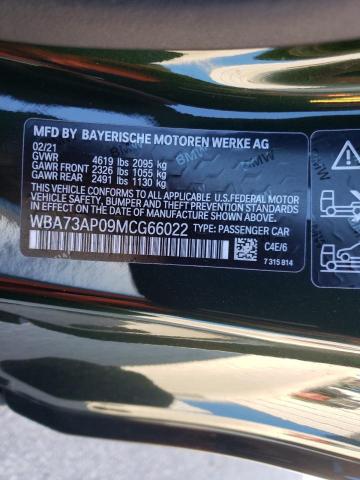 MFD BY BAYERISCHE MOTOREN WERKE AG
02/21
GVWR 4619 lbs 2095 kg
GAWR FRONT 2326 lbs 1055 kg
GAWR REAR 2491 lbs 1130 kg
THIS VEHICLE CONFORMS TO ALL APPLICABLE U.S.FEDERAL MOTOR
VEHICLE SAFETY, BUMPER AND THEFT PREVENTION STANDARDS
IN EFFECT ON THE DATE OF MANUFACTURE SHOWN ABOVE.
WBA73AP09MCG66022 TYPE: PASSENGER CAR
C4E/6
7 315 814